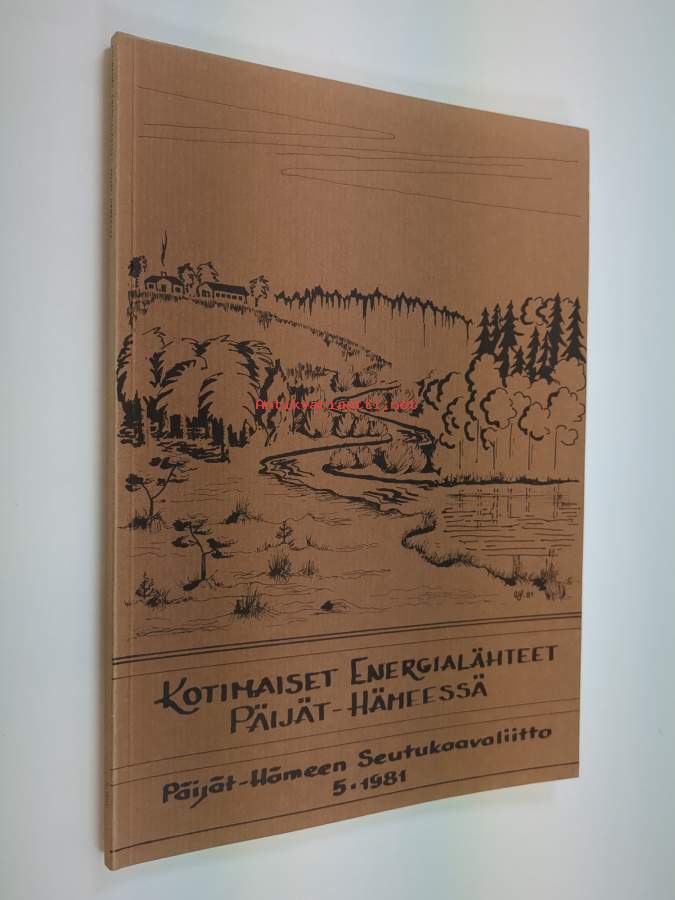 Antikvariaatti.net
KOTIMAISET ENERGIALÄHTEET
PÄIJÄT-HÄMEESSÄ
Päijät-Hämeen Seutukaavaliitto
5·1981